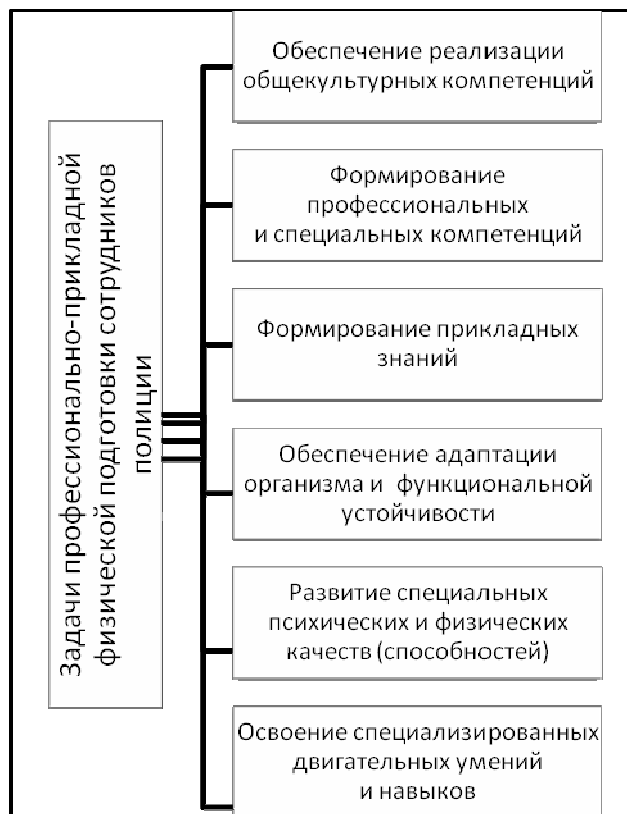 Задачи профессионально-прикладной
физической подготовки сотрудников
полиции
Обеспечение реализации
общекультурных компетенций
Формирование
профессиональных
и специальных компетенций
Формирование прикладных
знаний
Обеспечение адаптации
организма и функциональной
устойчивости
Развитие специальных
психических и физических
качеств (способностей)
Освоение специализированных
двигательных умений
и навыков